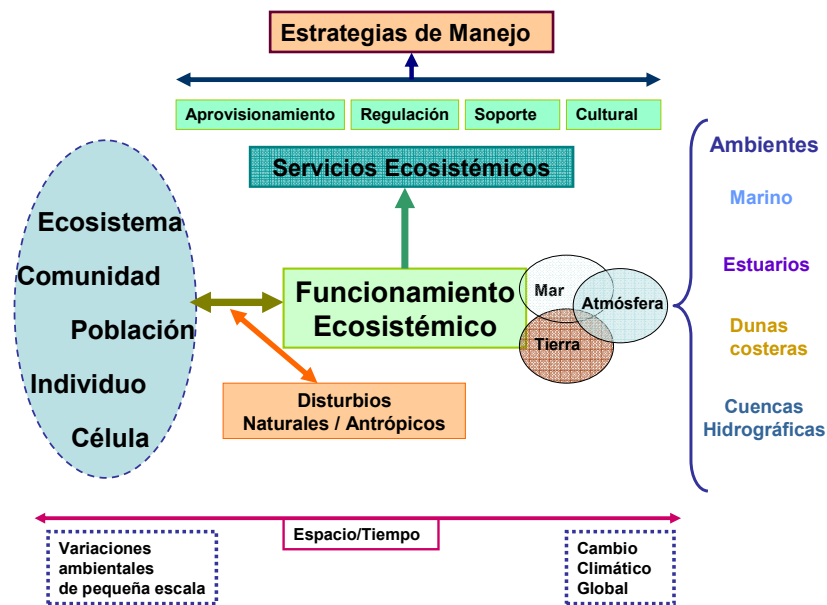 Estrategias de Manejo
Aprovisionamiento
Regulación
Soporte
Cultural
Servicios Ecosistémicos
Ecosistema
Comunidad
Población
Individuo
Célula
Funcionamiento
Ecosistémico
Mar
Atmósfera
Tierra
Disturbios
Naturales / Antrópicos
Ambientes
Marino
Estuarios
Dunas
costeras
Cuencas
Hidrográficas
Espacio/Tiempo
Variaciones
ambientales
de pequeña escala
Cambio
Climático
Global